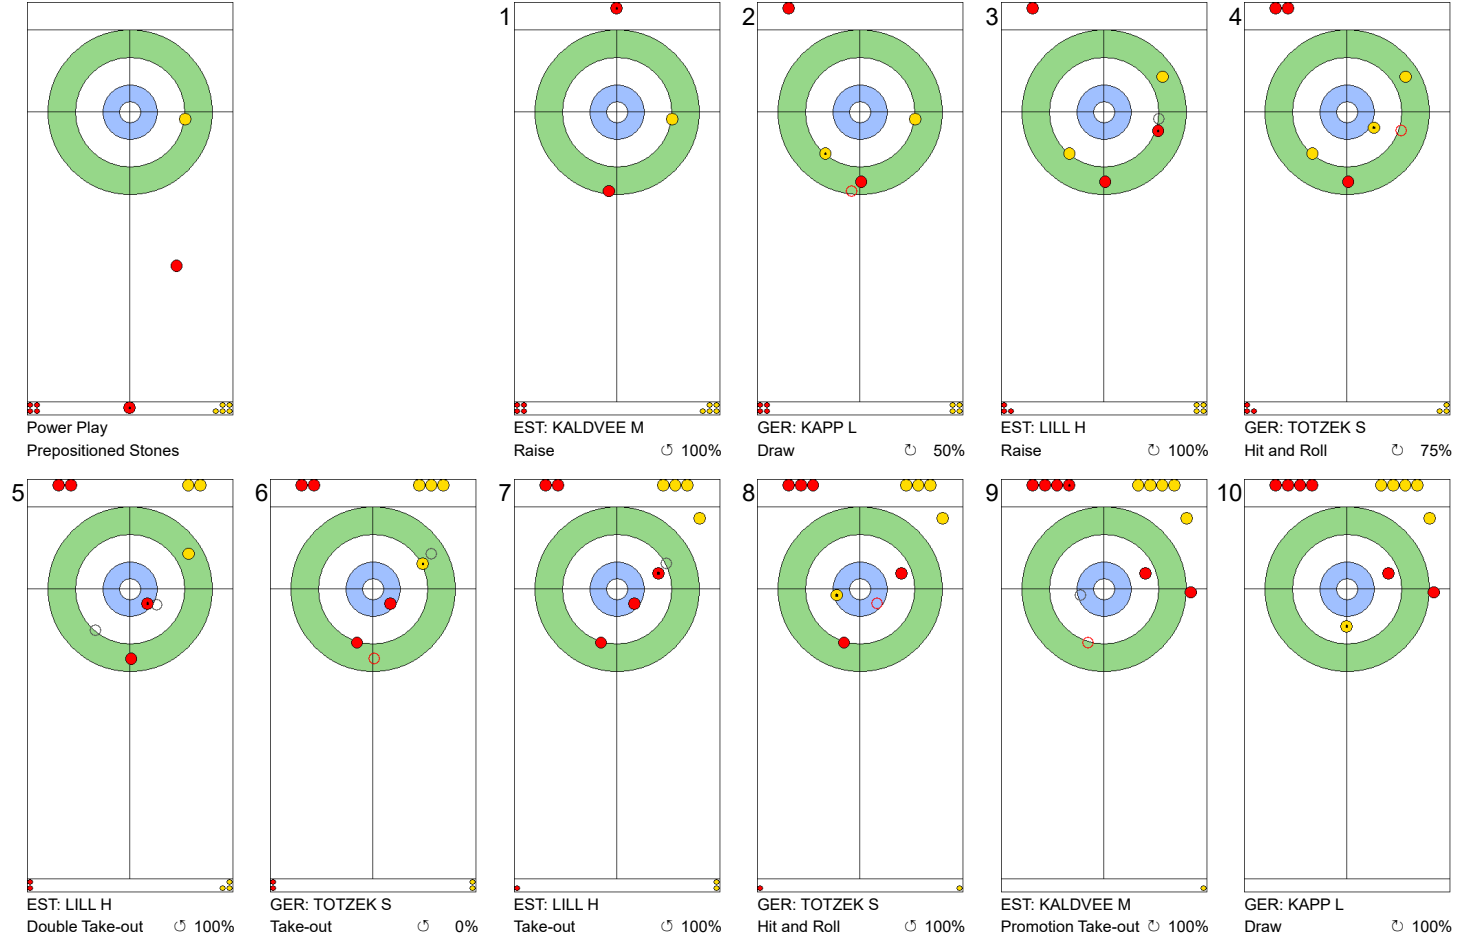 1
2
3
4
Power Play
Prepositioned Stones
EST: KALDVEE M
Raise ↺ 100%
GER: KAPP L
Draw ↻ 50%
EST: LILL H
Raise ↻ 100%
GER: TOTZEK S
Hit and Roll ↻ 75%
5
6
7
8
9
10
EST: LILL H
Double Take-out ↺ 100%
GER: TOTZEK S
Take-out ↺ 0%
EST: LILL H
Take-out ↺ 100%
GER: TOTZEK S
Hit and Roll ↺ 100%
EST: KALDVEE M
Promotion Take-out ↻ 100%
GER: KAPP L
Draw ↻ 100%